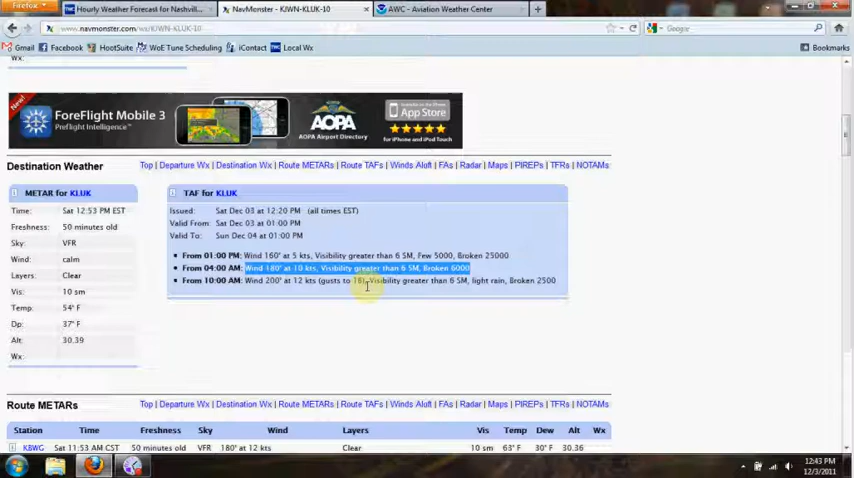 Firefox
Hourly Weather Forecast for Nashvill...
NavMonster - KJWN-KLUK-10
AWC - Aviation Weather Center
www.navmonster.com/wx/KJWN-KLUK-10
Google
Gmail Facebook HootSuite WoE Tune Scheduling iContact Local Wx
Bookmarks
Wx:
New!
ForeFlight Mobile 3
Preflight Intelligence™
AOPA
AOPA Airport Directory
Available on the
App Store
for iPhone and iPod Touch
Destination Weather
Top | Departure Wx | Destination Wx | Route METARs | Route TAFs | Winds Aloft | FAs | Radar | Maps | PIREPs | TFRs | NOTAMs
METAR for KLUK
Time: Sat 12:53 PM EST
Freshness: 50 minutes old
Sky: VFR
Wind: calm
Layers: Clear
Vis: 10 sm
Temp: 54° F
Dp: 37° F
Alt: 30.39
Wx:
TAF for KLUK
Issued: Sat Dec 03 at 12:20 PM (all times EST)
Valid From: Sat Dec 03 at 01:00 PM
Valid To: Sun Dec 04 at 01:00 PM
From 01:00 PM: Wind 160° at 5 kts, Visibility greater than 6 SM, Few 5000, Broken 25000
From 04:00 AM: Wind 180° at 10 kts, Visibility greater than 6 SM, Broken 6000
From 10:00 AM: Wind 200° at 12 kts (gusts to 18), Visibility greater than 6 SM, light rain, Broken 2500
Route METARs
Top | Departure Wx | Destination Wx | Route METARs | Route TAFs | Winds Aloft | FAs | Radar | Maps | PIREPs | TFRs | NOTAMs
Station Time Freshness Sky Wind Layers Vis Temp Dew Alt Wx
KBWG Sat 11:53 AM CST 50 minutes old VFR 180° at 12 kts Clear 10 sm 63° F 30° F 30.36
12:43 PM
12/3/2011